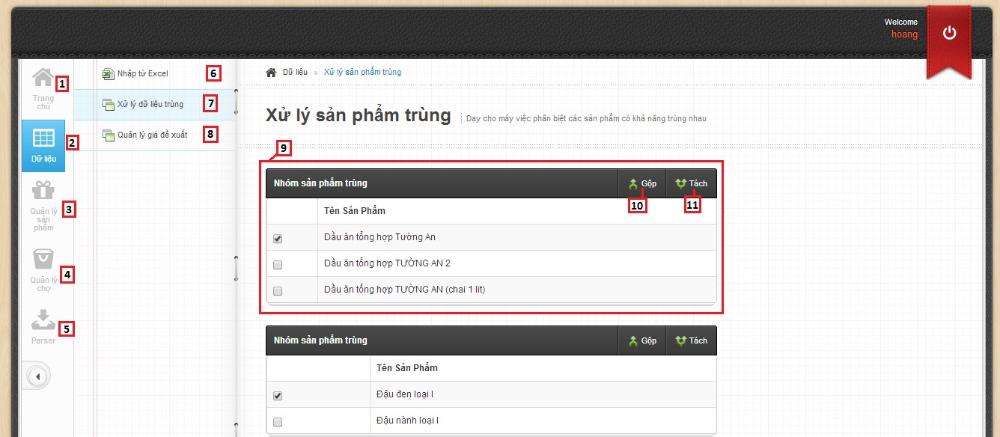 Welcome
hoang
1
Trang
chủ
2
Dữ liệu
3
Quản lý
sản
phẩm
4
Quản lý
chợ
5
Parser
Nhập từ Excel 6
Xử lý dữ liệu trùng 7
Quản lý giá đề xuất 8
Dữ liệu » Xử lý sản phẩm trùng
Xử lý sản phẩm trùng Dạy cho máy việc phân biệt các sản phẩm có khả năng trùng nhau
9
Nhóm sản phẩm trùng Gộp Tách
10 11
Tên Sản Phẩm
Dầu ăn tổng hợp Tường An
Dầu ăn tổng hợp TƯỜNG AN 2
Dầu ăn tổng hợp TƯỜNG AN (chai 1 lit)
Nhóm sản phẩm trùng Gộp Tách
Tên Sản Phẩm
Đậu đen loại I
Đậu nành loại I